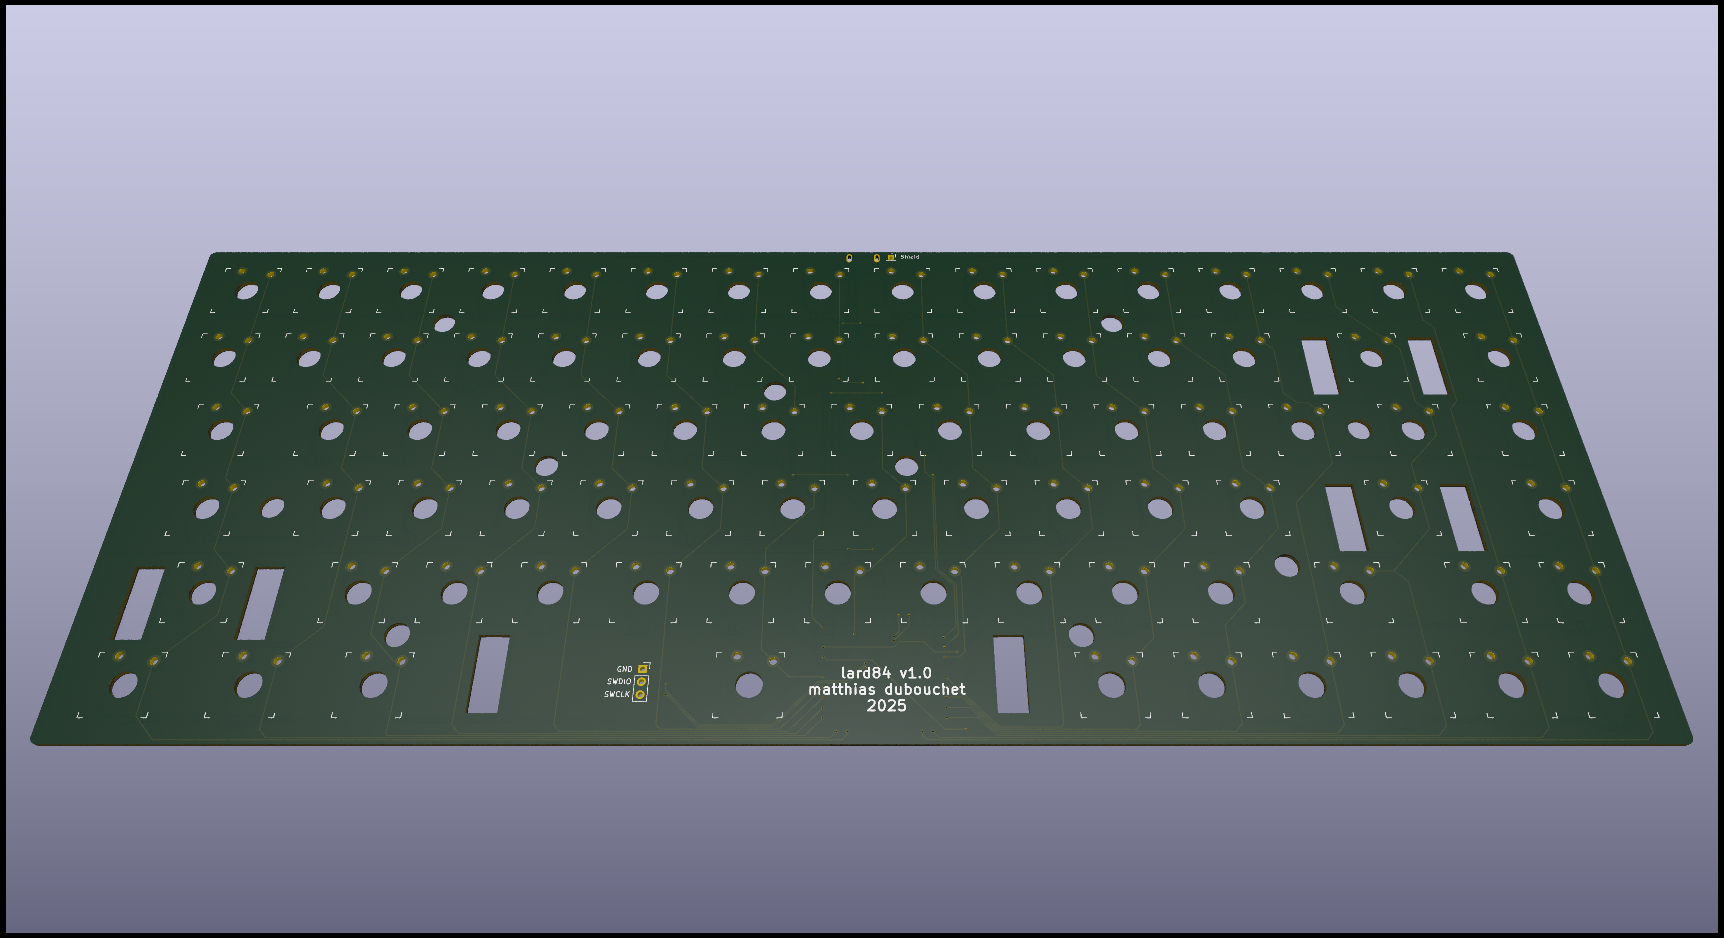 Shield
GND
SWDIO
SWCLK
lard84 v1.0
matthias dubouchet
2025